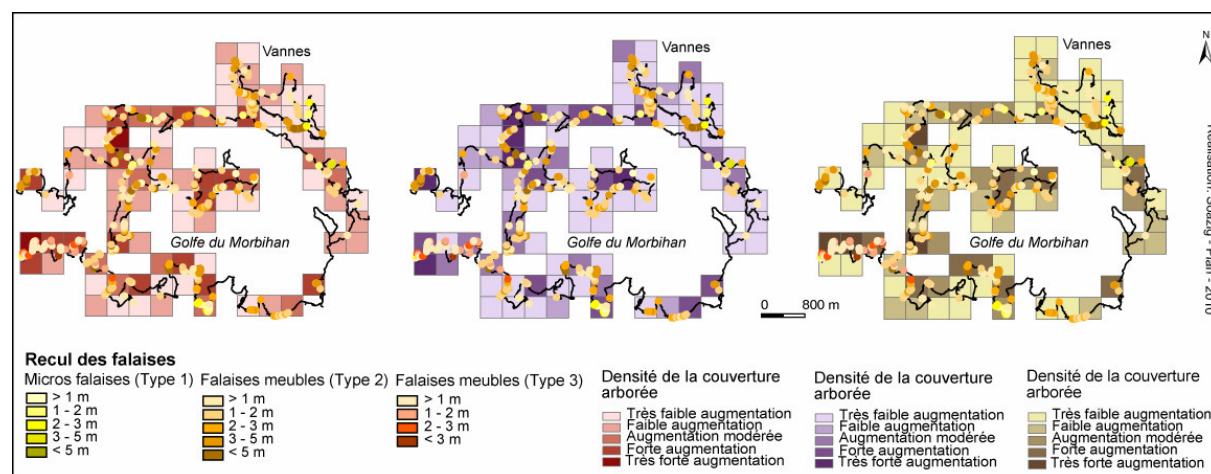 Vannes
Golfe du Morbihan
Golfe du Morbihan
Vannes
Golfe du Morbihan
N
0 800 m
Réalisation: Souzig - Plan - 2010
Recul des falaises
Micros falaises (Type 1)
> 1 m
1 - 2 m
2 - 3 m
3 - 5 m
< 5 m
Falaises meubles (Type 2)
> 1 m
1 - 2 m
2 - 3 m
3 - 5 m
< 5 m
Falaises meubles (Type 3)
> 1 m
1 - 2 m
2 - 3 m
< 3 m
Densité de la couverture
arborée
Très faible augmentation
Faible augmentation
Augmentation modérée
Forte augmentation
Très forte augmentation
Densité de la couverture
arborée
Très faible augmentation
Faible augmentation
Augmentation modérée
Forte augmentation
Très forte augmentation
Densité de la couverture
arborée
Très faible augmentation
Faible augmentation
Augmentation modérée
Forte augmentation
Très forte augmentation